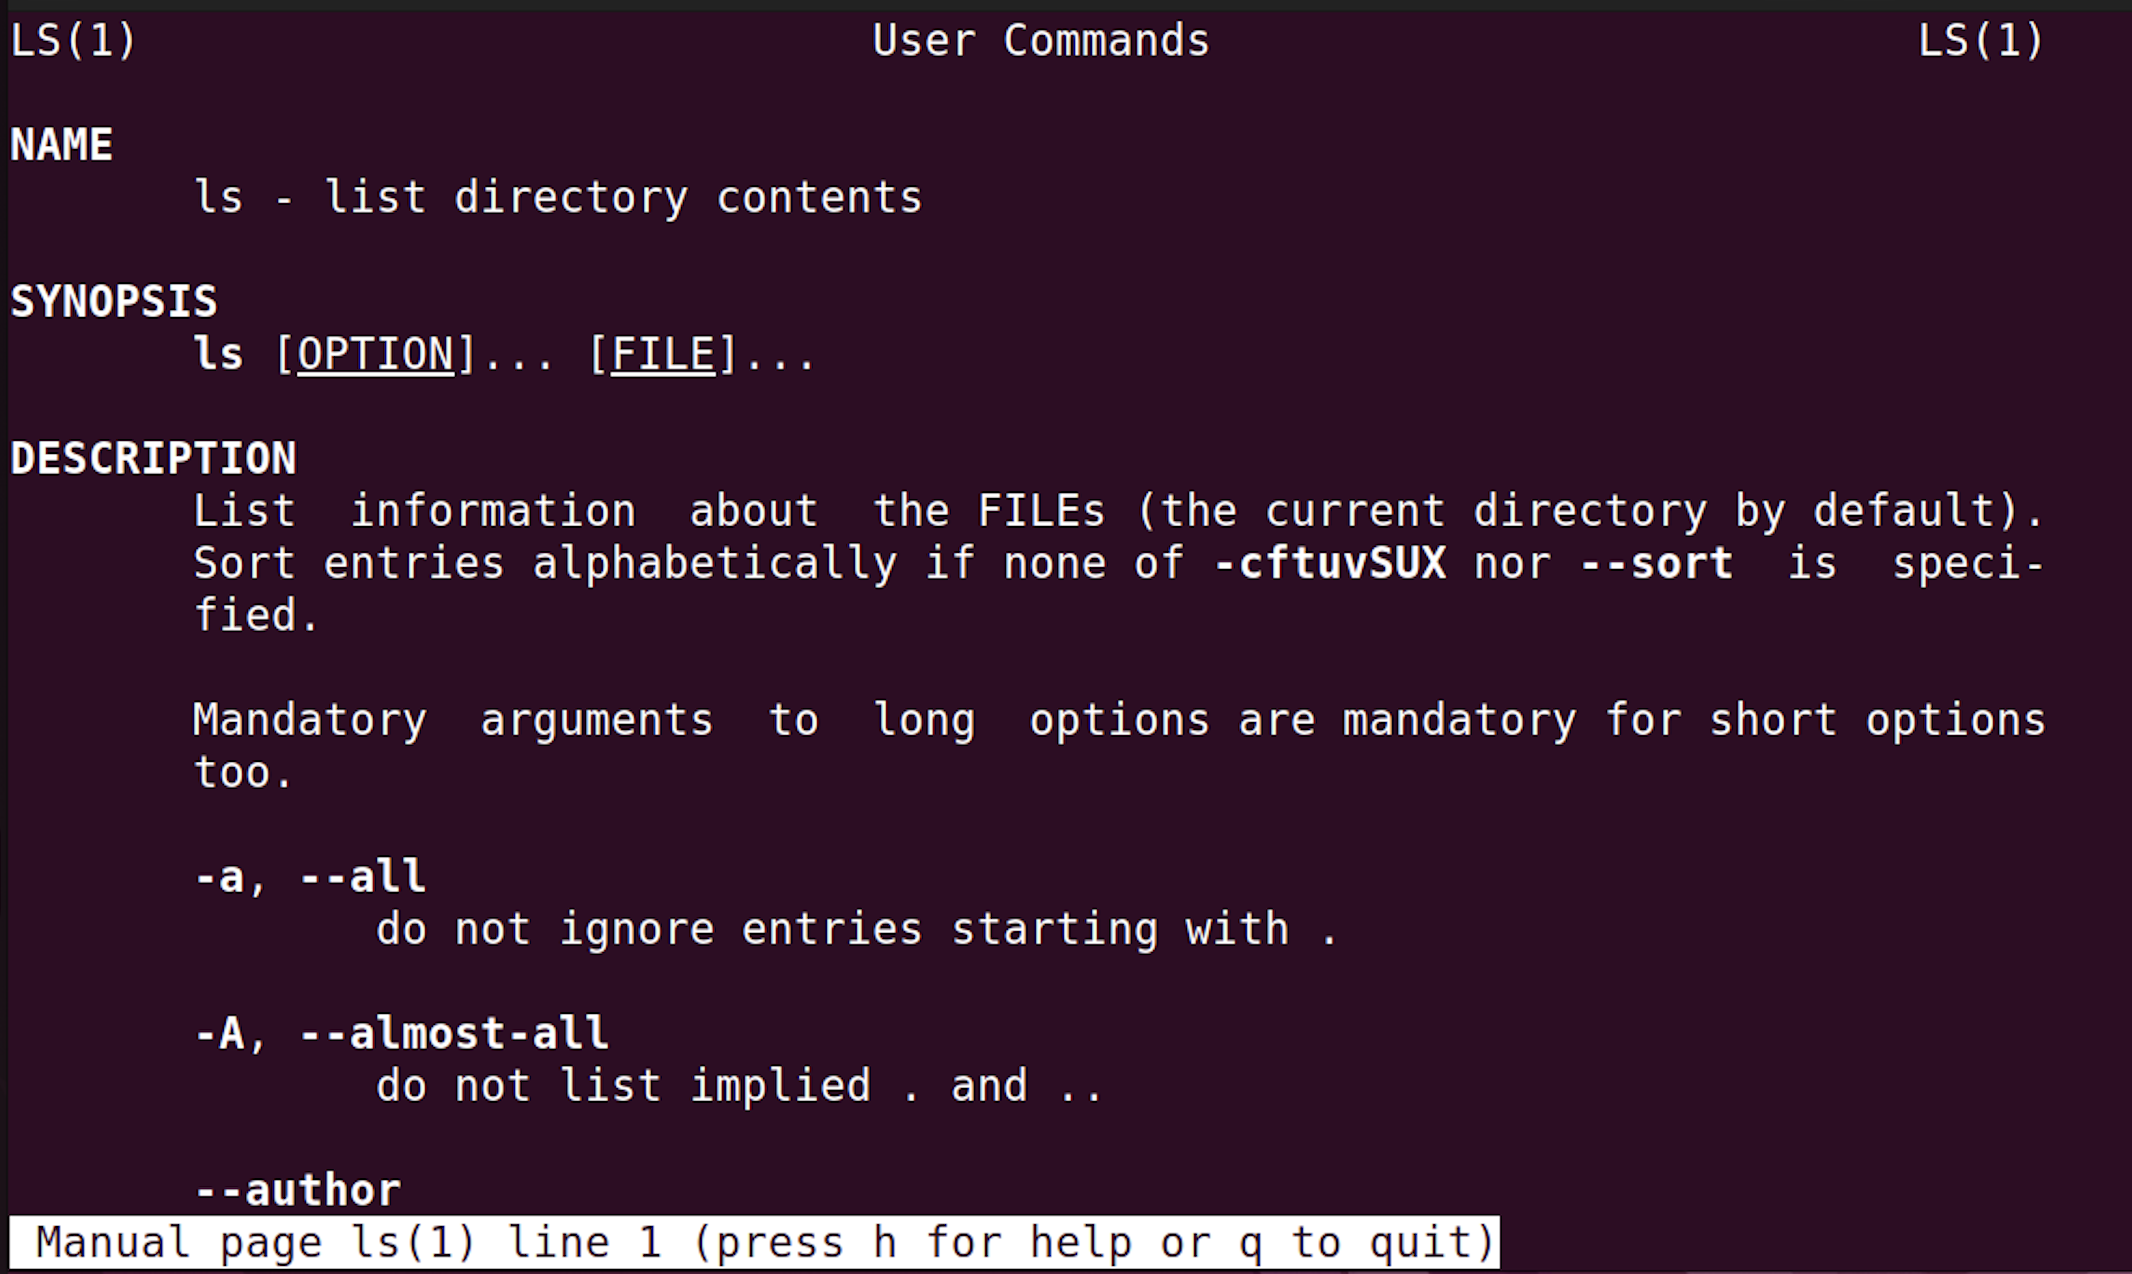 LS(1) User Commands LS(1)
NAME
ls - list directory contents
SYNOPSIS
ls [OPTION]... [FILE]...
DESCRIPTION
List information about the FILEs (the current directory by default).
Sort entries alphabetically if none of -cftuvSUX nor --sort is speci-
fied.
Mandatory arguments to long options are mandatory for short options
too.
-a, --all
do not ignore entries starting with .
-A, --almost-all
do not list implied . and ..
--author
Manual page ls(1) line 1 (press h for help or q to quit)